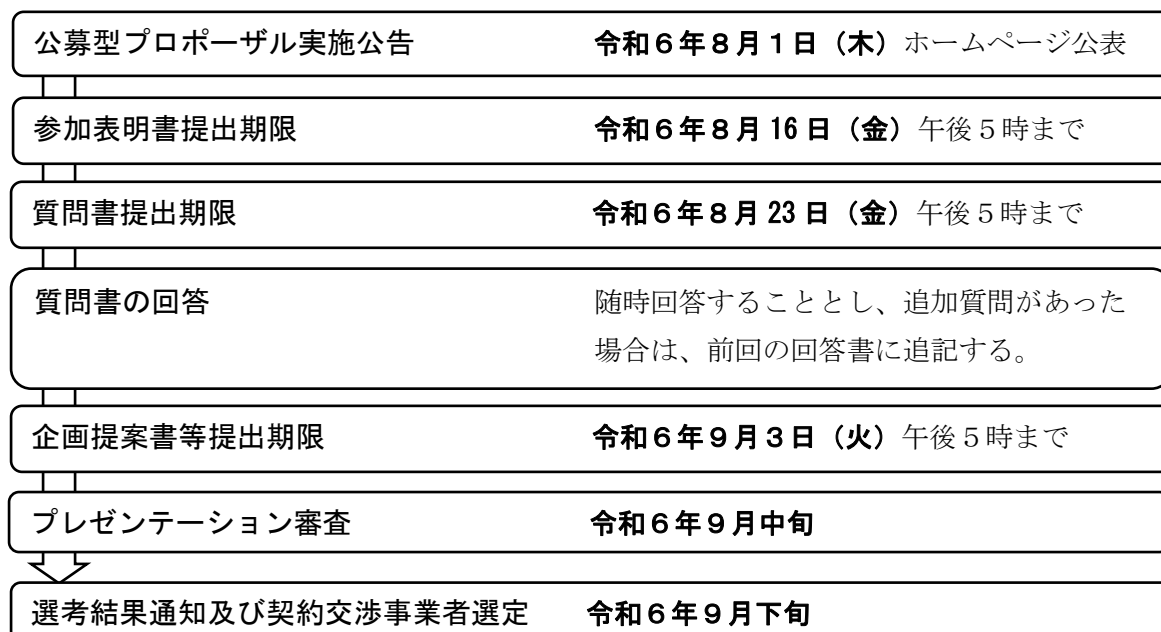 公募型プロポーザル実施公告 令和6年8月1日(木)ホームページ公表
参加表明書提出期限 令和6年8月16日(金)午後5時まで
質問書提出期限 令和6年8月23日(金)午後5時まで
質問書の回答 随時回答することとし、追加質問があった
場合は、前回の回答書に追記する。
企画提案書等提出期限 令和6年9月3日(火)午後5時まで
プレゼンテーション審査 令和6年9月中旬
選考結果通知及び契約交渉事業者選定 令和6年9月下旬